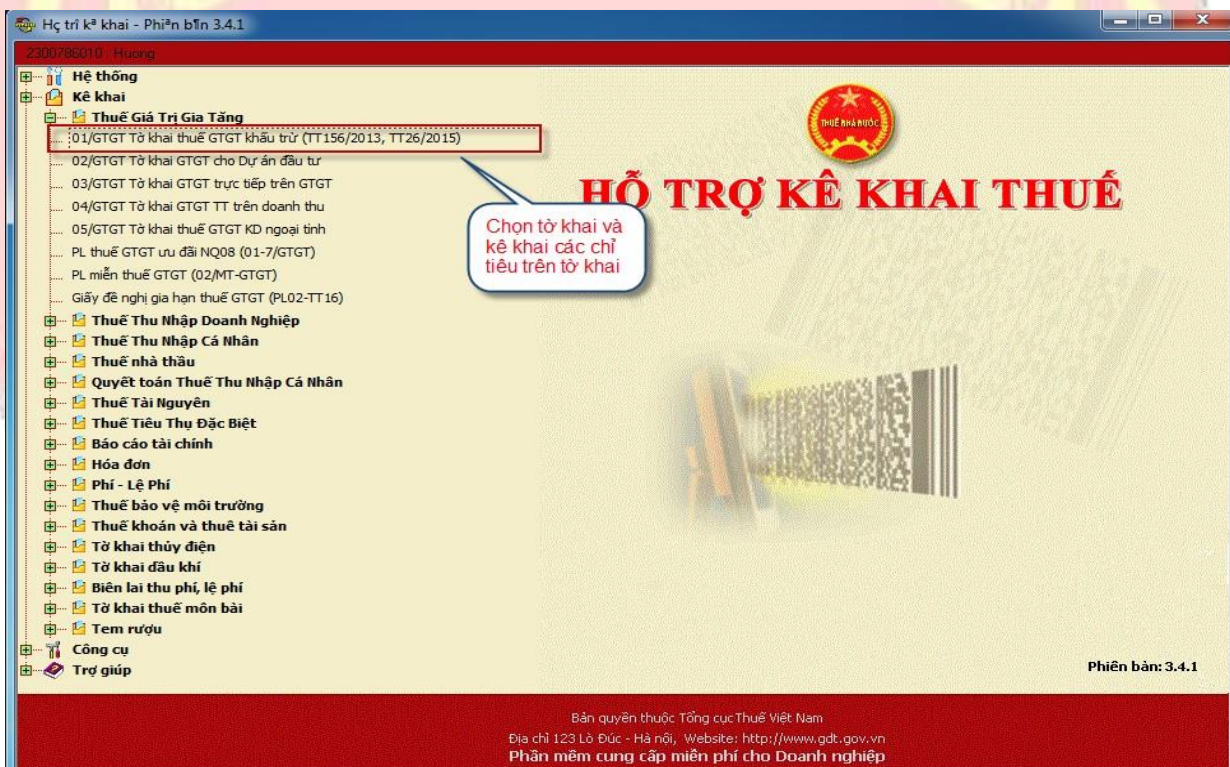 Hç trî kª khai - Phiªn b¶n 3.4.1
2300786010 : Huong
Hệ thống
Kê khai
Thuế Giá Trị Gia Tăng
01/GTGT Tờ khai thuế GTGT khấu trừ (TT156/2013, TT26/2015)
02/GTGT Tờ khai GTGT cho Dự án đầu tư
03/GTGT Tờ khai GTGT trực tiếp trên GTGT
04/GTGT Tờ khai GTGT TT trên doanh thu
05/GTGT Tờ khai thuế GTGT KD ngoại tỉnh
PL thuế GTGT ưu đãi NQ08 (01-7/GTGT)
PL miễn thuế GTGT (02/MT-GTGT)
Giấy đề nghị gia hạn thuế GTGT (PL02-TT16)
Thuế Thu Nhập Doanh Nghiệp
Thuế Thu Nhập Cá Nhân
Thuế nhà thầu
Quyết toán Thuế Thu Nhập Cá Nhân
Thuế Tài Nguyên
Thuế Tiêu Thụ Đặc Biệt
Báo cáo tài chính
Hóa đơn
Phí - Lệ Phí
Thuế bảo vệ môi trường
Thuế khoán và thuê tài sản
Tờ khai thủy điện
Tờ khai dầu khí
Biên lai thu phí, lệ phí
Tờ khai thuế môn bài
Tem rượu
Công cụ
Trợ giúp
THUẾ NHÀ NƯỚC
HỖ TRỢ KÊ KHAI THUẾ
Chọn tờ khai và
kê khai các chỉ
tiêu trên tờ khai
Phiên bản: 3.4.1
Bản quyền thuộc Tổng cục Thuế Việt Nam
Địa chỉ 123 Lò Đúc - Hà nội, Website: http://www.gdt.gov.vn
Phần mềm cung cấp miễn phí cho Doanh nghiệp